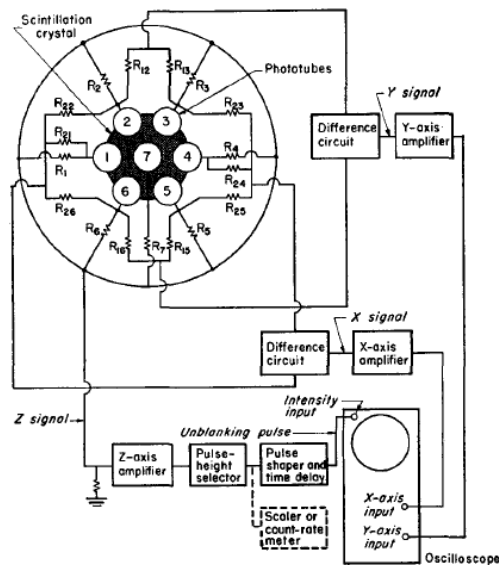 Scintillation
crystal
R12
R13
R2
R3
Phototubes
R22
R23
2
3
R21
R4
1
7
4
R1
R24
6
5
R26
R25
R6
R5
R16
R7
R15
Y signal
Difference
circuit
Y-axis
amplifier
X signal
Difference
circuit
X-axis
amplifier
Z signal
Intensity
input
Unblanking pulse
Z-axis
amplifier
Pulse-
height
selector
Pulse
shaper and
time delay
Scaler or
count-rate
meter
X-axis
input
Y-axis
input
Oscilloscope